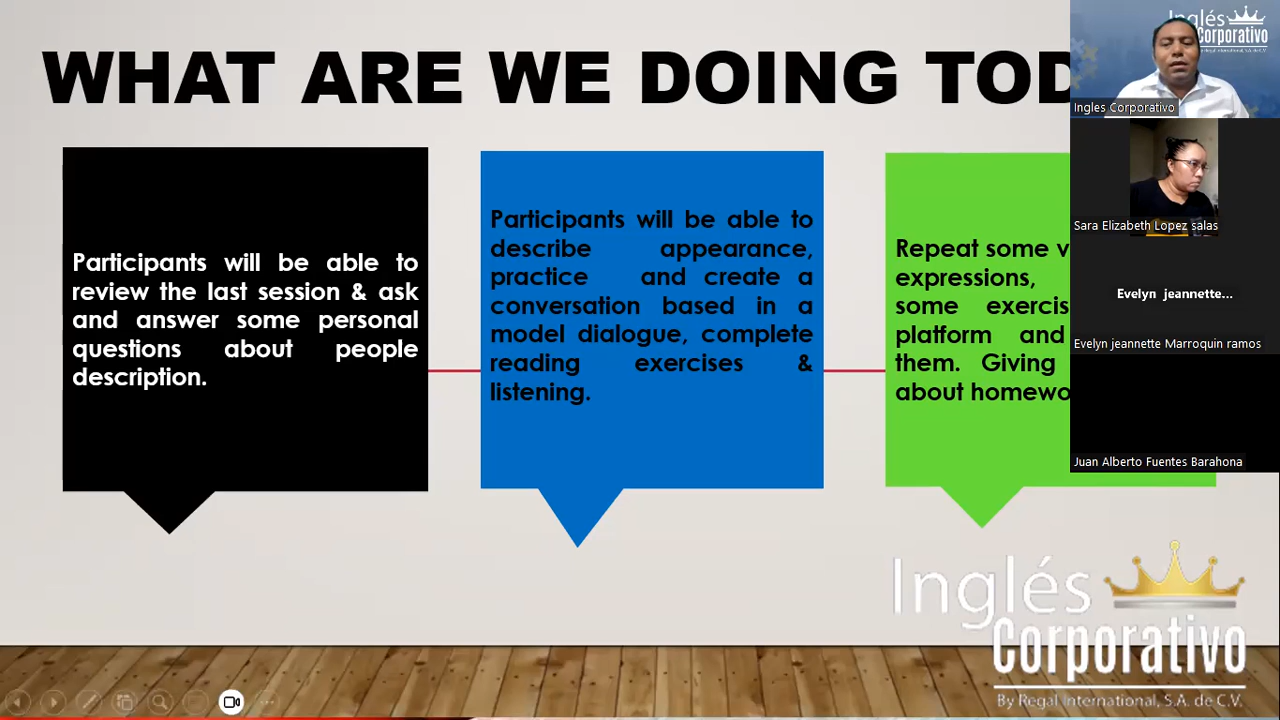 WHAT ARE WE DOING TOD
Participants will be able to
review the last session & ask
and answer some personal
questions about people
description.
Participants will be able to
describe appearance,
practice and create a
conversation based in a
model dialogue, complete
reading exercises &
listening.
Repeat some v
expressions,
some exercis
platform and
them. Giving
about homewo
Inglés
Corporativo
By Regal International, S.A. de C.V.
Ingles Corporativo
Sara Elizabeth Lopez salas
Evelyn jeannette...
Evelyn jeannette Marroquin ramos
Juan Alberto Fuentes Barahona
Inglés
Corporativo
By Regal International, S.A. de C.V.